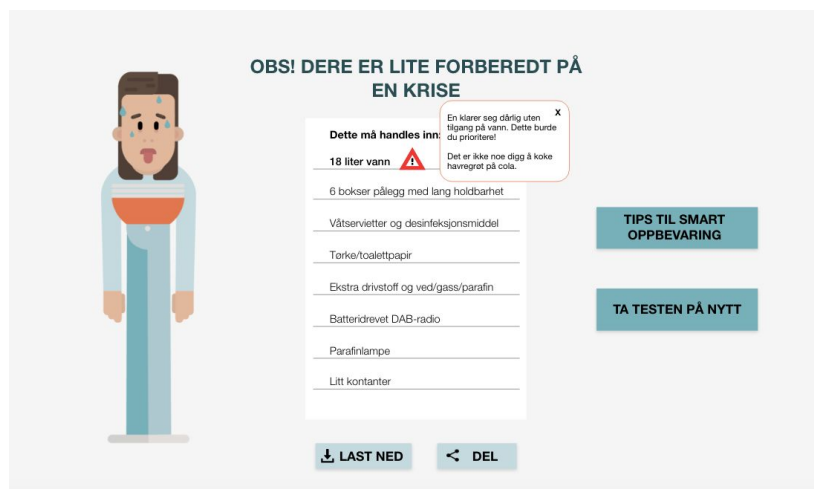 OBS! DERE ER LITE FORBEREDT PÅ
EN KRISE
Dette må handles inn:
18 liter vann
En klarer seg dårlig uten
tilgang på vann. Dette burde
du prioritere!
Det er ikke noe digg å koke
havregrøt på cola.
X
6 bokser pålegg med lang holdbarhet
Våtservietter og desinfeksjonsmiddel
Tørke/toalettpapir
Ekstra drivstoff og ved/gass/parafin
Batteridrevet DAB-radio
Parafinlampe
Litt kontanter
LAST NED
DEL
TIPS TIL SMART
OPPBEVARING
TA TESTEN PÅ NYTT